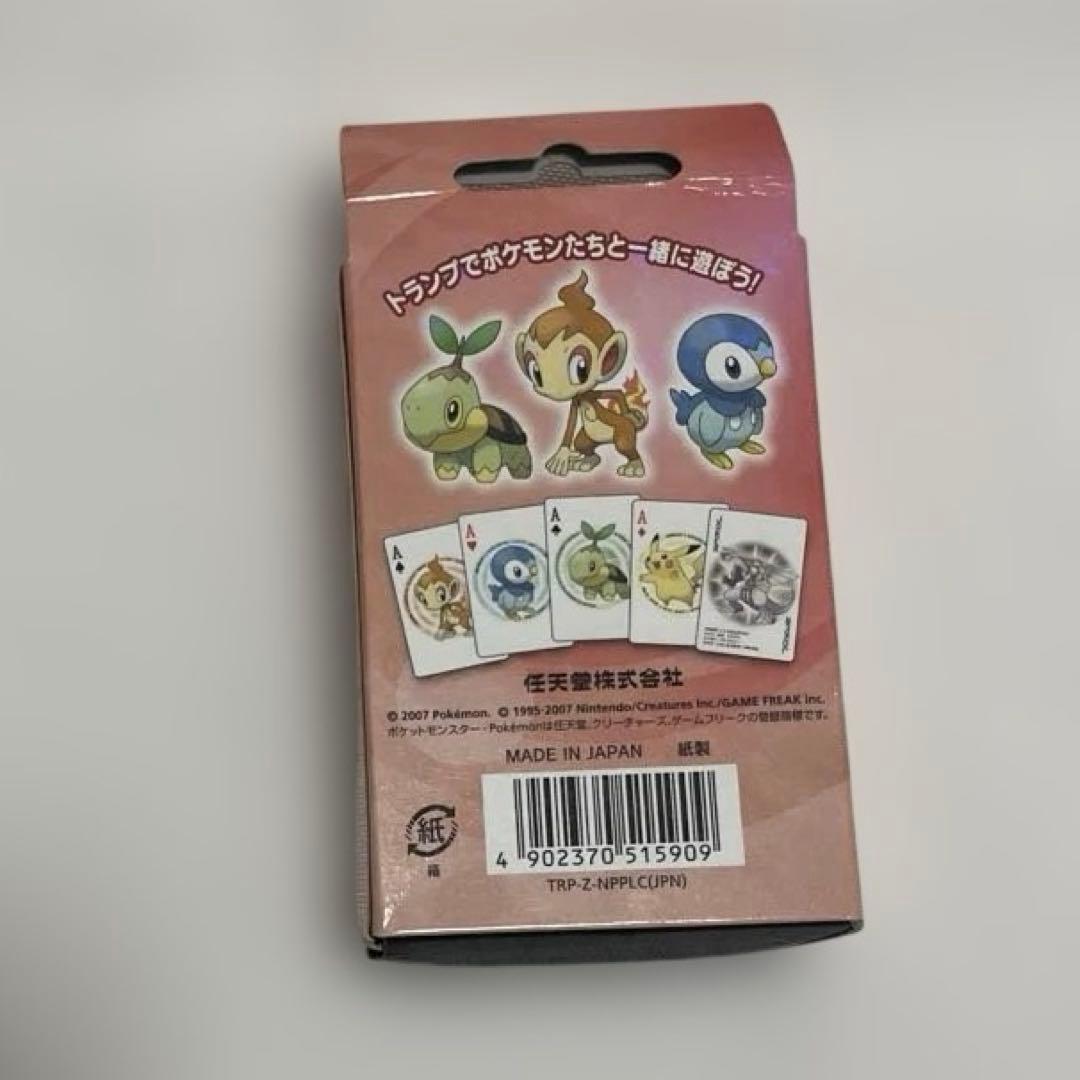 トランプでポケモンたちと一緒に遊ぼう!
A
A
A
A
任天堂株式会社
© 2007 Pokémon. © 1995-2007 Nintendo/Creatures Inc./GAME FREAK inc.
ポケットモンスター・Pokémonは任天堂・クリーチャーズ・ゲームフリークの登録商標です。
MADE IN JAPAN 紙製
紙
箱
4 902370 515909
TRP-Z-NPPLC(JPN)